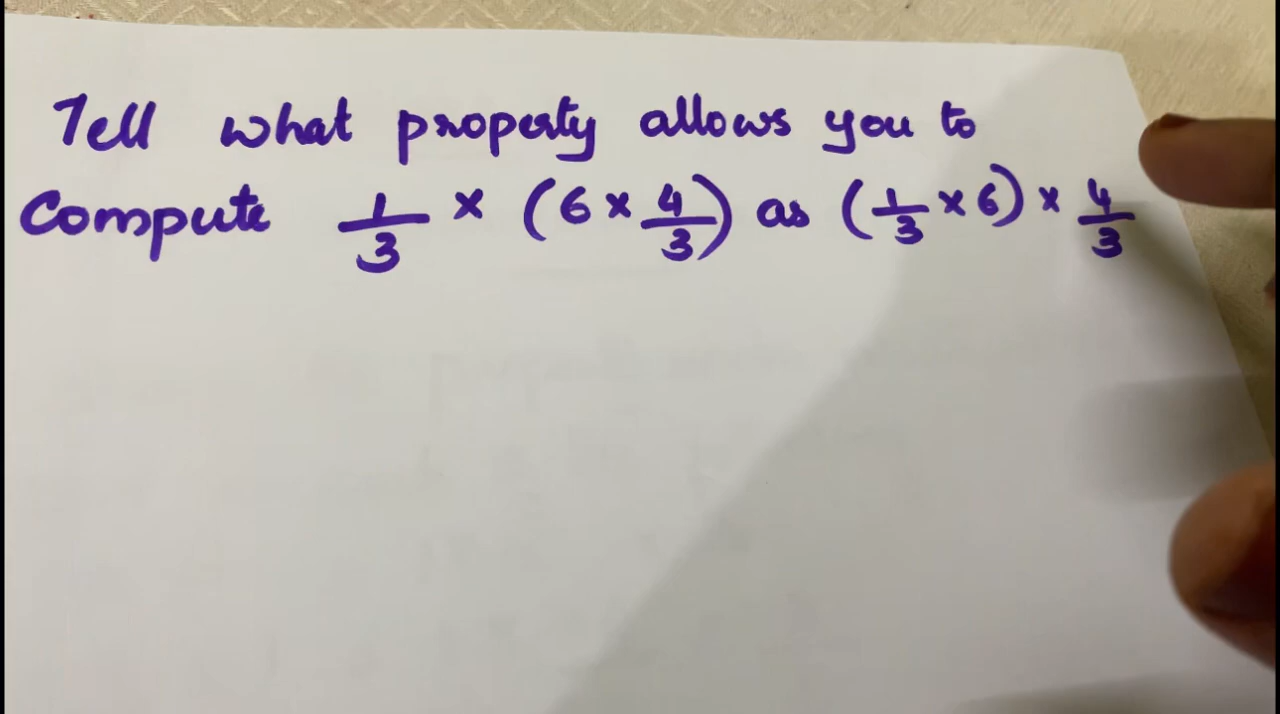 Tell what property allows you to
Compute 1/3 × (6 × 4/3) as (1/3 × 6) × 4/3